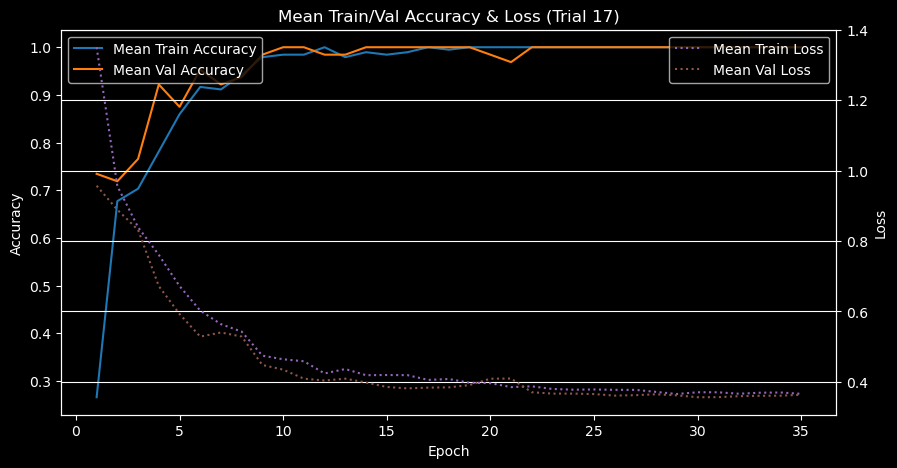 Mean Train/Val Accuracy & Loss (Trial 17)
Mean Train Accuracy
Mean Val Accuracy
Mean Train Loss
Mean Val Loss
Accuracy
1.0
0.9
0.8
0.7
0.6
0.5
0.4
0.3
1.4
1.2
1.0
0.8
0.6
0.4
Loss
0 5 10 15 20 25 30 35
Epoch